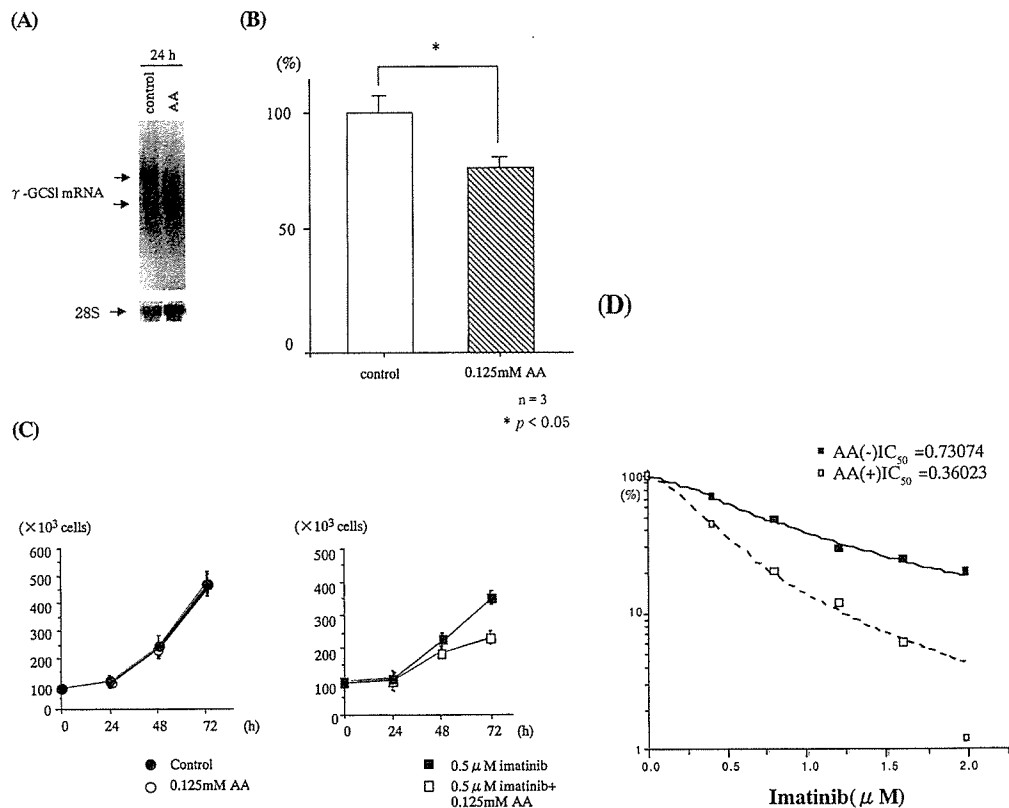 (A)
24 h
control
AA
γ-GCSl mRNA
28S
(B)
(%)
*
100
50
0
control
0.125mM AA
n = 3
* p < 0.05
(C)
(×10³ cells)
600
500
400
300
200
100
0
0
24
48
72
(h)
Control
0.125mM AA
(×10³ cells)
500
400
300
200
100
0
0
24
48
72
(h)
0.5 μM imatinib
0.5 μM imatinib+
0.125mM AA
(D)
AA(-)IC₅₀ =0.73074
AA(+)IC₅₀ =0.36023
100
(%)
10
1
0.0
0.5
1.0
1.5
2.0
Imatinib(μM)